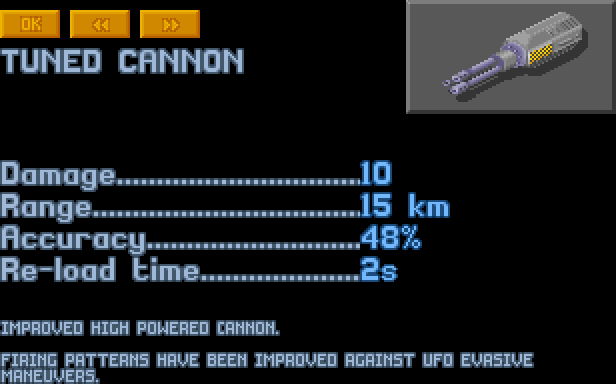 OK << >>
TUNED CANNON
Damage..............................10
Range.................................15 km
Accuracy..........................48%
Re-load time....................2s
IMPROVED HIGH POWERED CANNON.
FIRING PATTERNS HAVE BEEN IMPROVED AGAINST UFO EVASIVE
MANEUVERS.